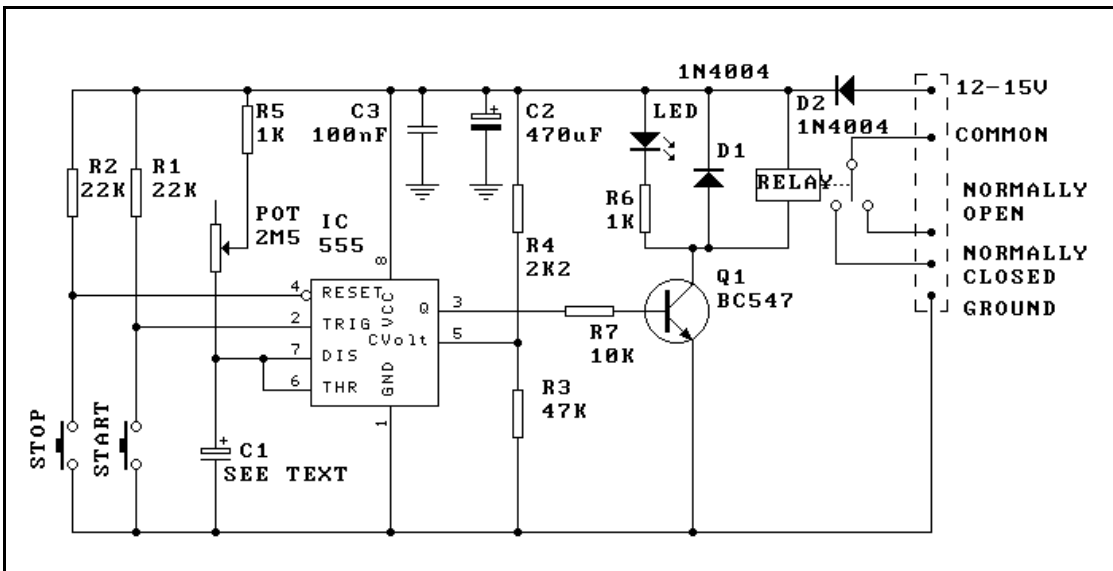 1N4004
12-15V
R5
1K
C3
100nF
C2
470uF
LED
D2
1N4004
COMMON
R2
22K
R1
22K
D1
RELAY
R6
1K
NORMALLY
OPEN
POT
2M5
IC
555
R4
2K2
NORMALLY
CLOSED
8
Q1
BC547
4
RESET
VCC
Q
3
GROUND
2
TRIG
CVolt
5
R7
10K
7
DIS
6
THR
GND
R3
47K
1
STOP
START
C1
SEE TEXT
+
+